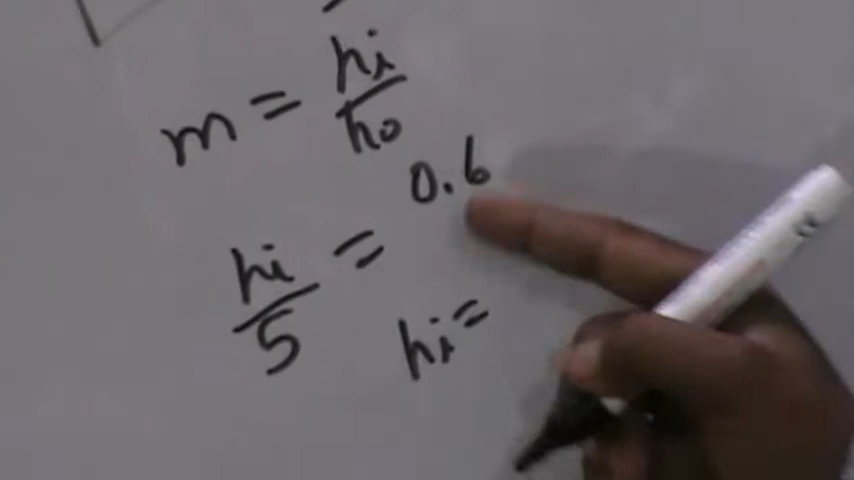 m = hi/ho
hi/5 = 0.6
hi =